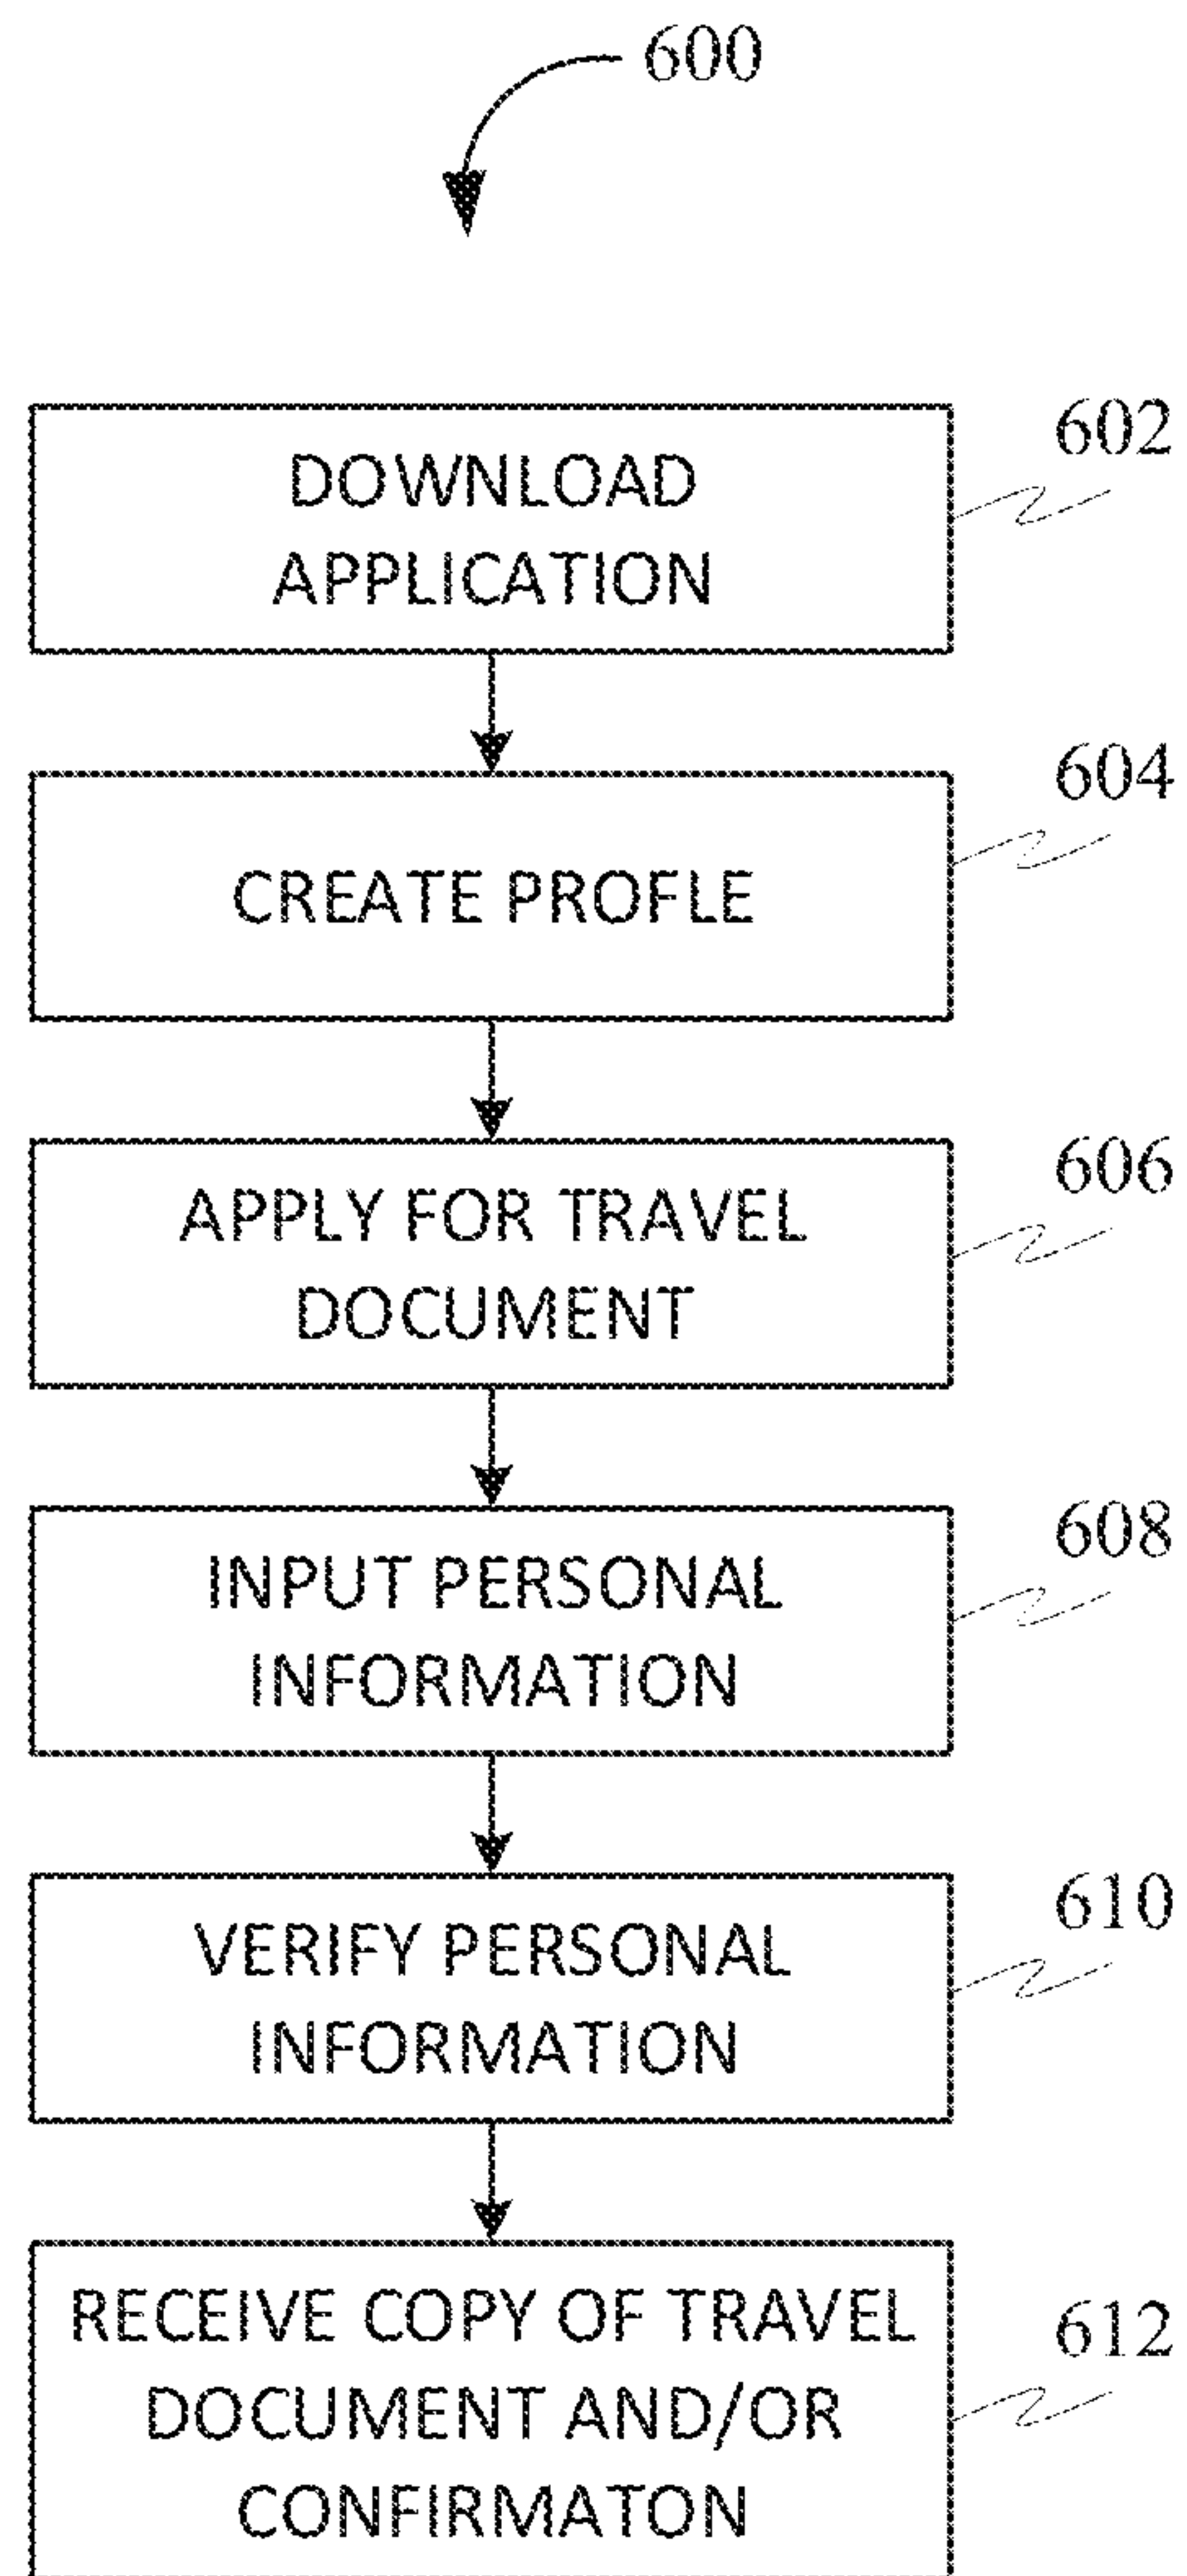 600
602
DOWNLOAD
APPLICATION
604
CREATE PROFLE
606
APPLY FOR TRAVEL
DOCUMENT
608
INPUT PERSONAL
INFORMATION
610
VERIFY PERSONAL
INFORMATION
612
RECEIVE COPY OF TRAVEL
DOCUMENT AND/OR
CONFIRMATON